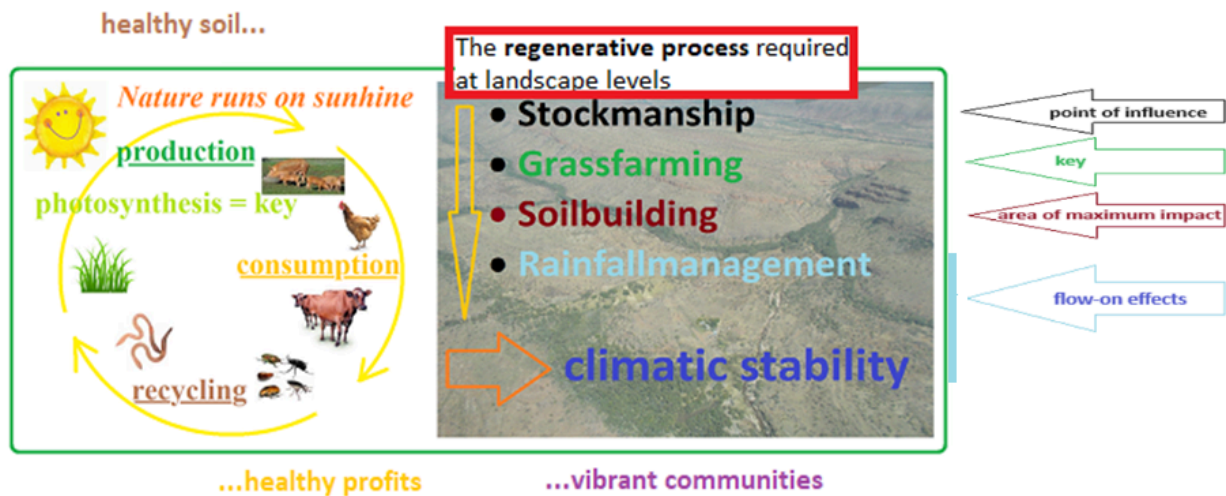 healthy soil...
The regenerative process required
at landscape levels
Nature runs on sunhine
production
photosynthesis = key
consumption
recycling
• Stockmanship
• Grassfarming
• Soilbuilding
• Rainfallmanagement
climatic stability
point of influence
key
area of maximum impact
flow-on effects
...healthy profits
...vibrant communities